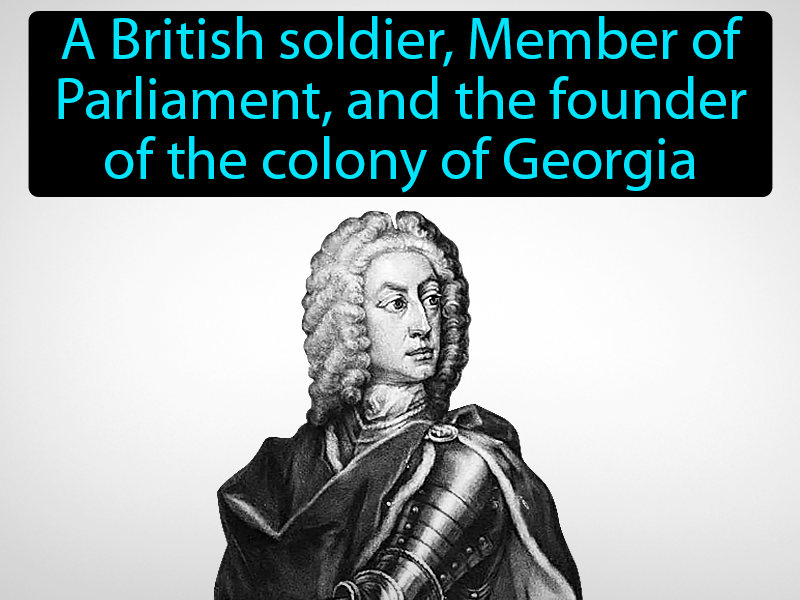 A British soldier, Member of
Parliament, and the founder
of the colony of Georgia